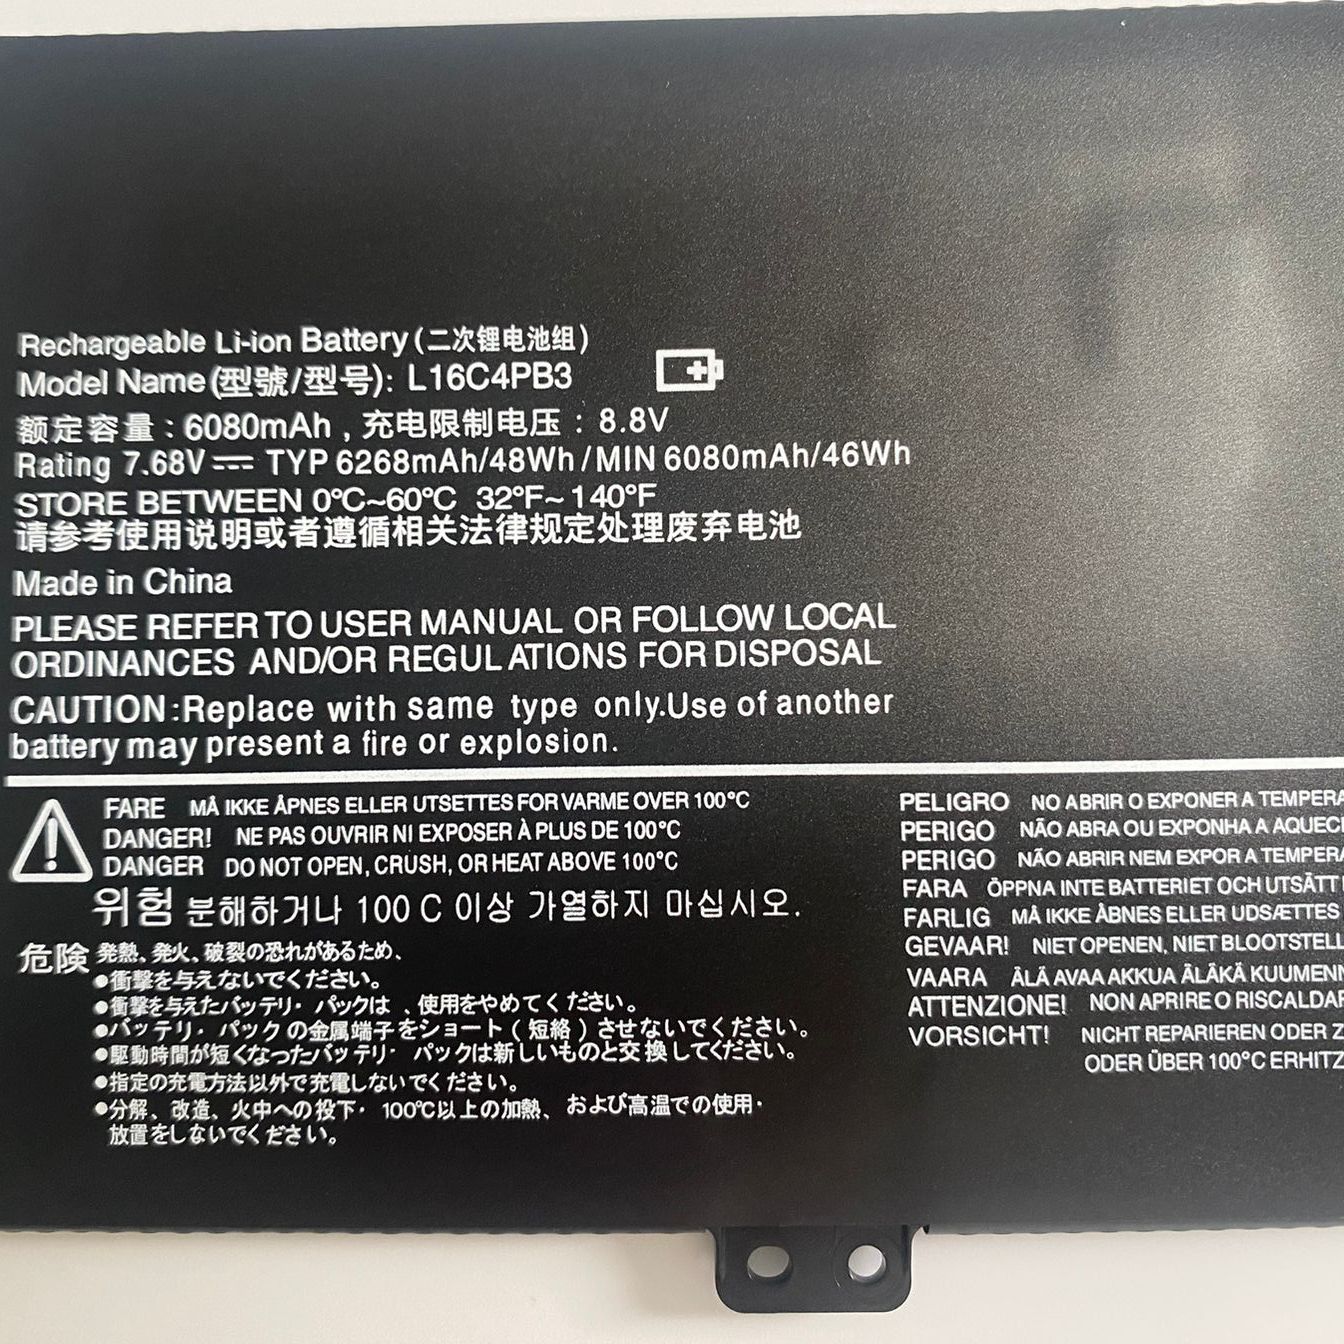 Rechargeable Li-ion Battery(二次锂电池组)
Model Name(型號/型号): L16C4PB3
额定容量:6080mAh,充电限制电压:8.8V
Rating 7.68V⎓ TYP 6268mAh/48Wh/MIN 6080mAh/46Wh
STORE BETWEEN 0°C~60°C 32°F~140°F
请参考使用说明或者遵循相关法律规定处理废弃电池
Made in China
PLEASE REFER TO USER MANUAL OR FOLLOW LOCAL
ORDINANCES AND/OR REGULATIONS FOR DISPOSAL
CAUTION:Replace with same type only.Use of another
battery may present a fire or explosion.
FARE MÅ IKKE ÅPNES ELLER UTSETTES FOR VARME OVER 100°C
DANGER! NE PAS OUVRIR NI EXPOSER À PLUS DE 100°C
DANGER DO NOT OPEN, CRUSH, OR HEAT ABOVE 100°C
위험 분해하거나 100 C 이상 가열하지 마십시오.
危険 発熱、発火、破裂の恐れがあるため、
●衝撃を与えないでください。
●衝撃を与えたバッテリ・パックは、使用をやめてください。
●バッテリ・パックの金属端子をショート(短絡)させないでください。
●駆動時間が短くなったバッテリ・パックは新しいものと交換してください。
●指定の充電方法以外で充電しないでください。
●分解、改造、火中への投下・100℃以上の加熱、および高温での使用・
放置をしないでください。
PELIGRO NO ABRIR O EXPONER A TEMPERA
PERIGO NÃO ABRA OU EXPONHA A AQUEC
PERIGO NÃO ABRIR NEM EXPOR A TEMPERA
FARA ÖPPNA INTE BATTERIET OCH UTSÄTT
FARLIG MÅ IKKE ÅBNES ELLER UDSÆTTES
GEVAAR! NIET OPENEN, NIET BLOOTSTELL
VAARA ÄLÄ AVAA AKKUA ÄLÄKÄ KUUMENN
ATTENZIONE! NON APRIRE O RISCALDA
VORSICHT! NICHT REPARIEREN ODER Z
ODER ÜBER 100°C ERHITZ